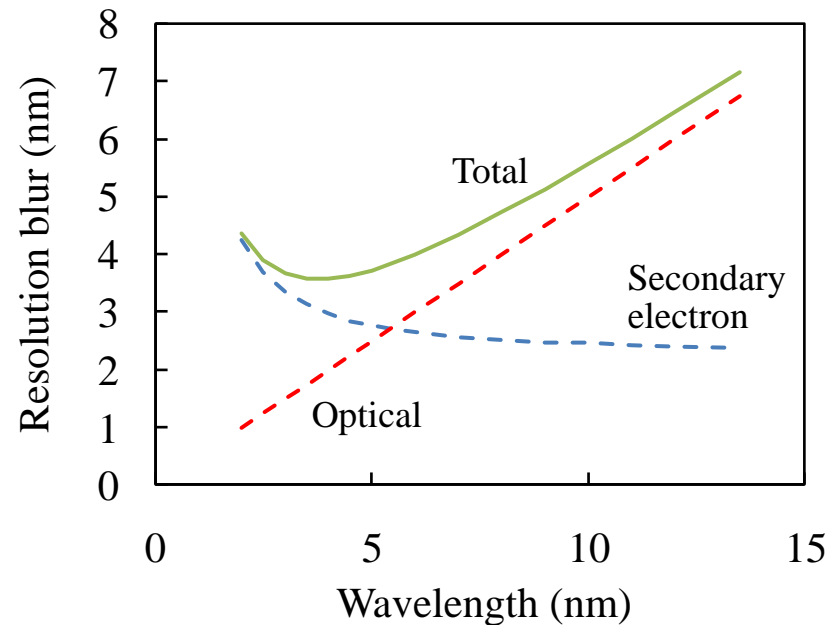 Resolution blur (nm)
8
7
6
5
4
3
2
1
0
Total
Secondary
electron
Optical
0 5 10 15
Wavelength (nm)